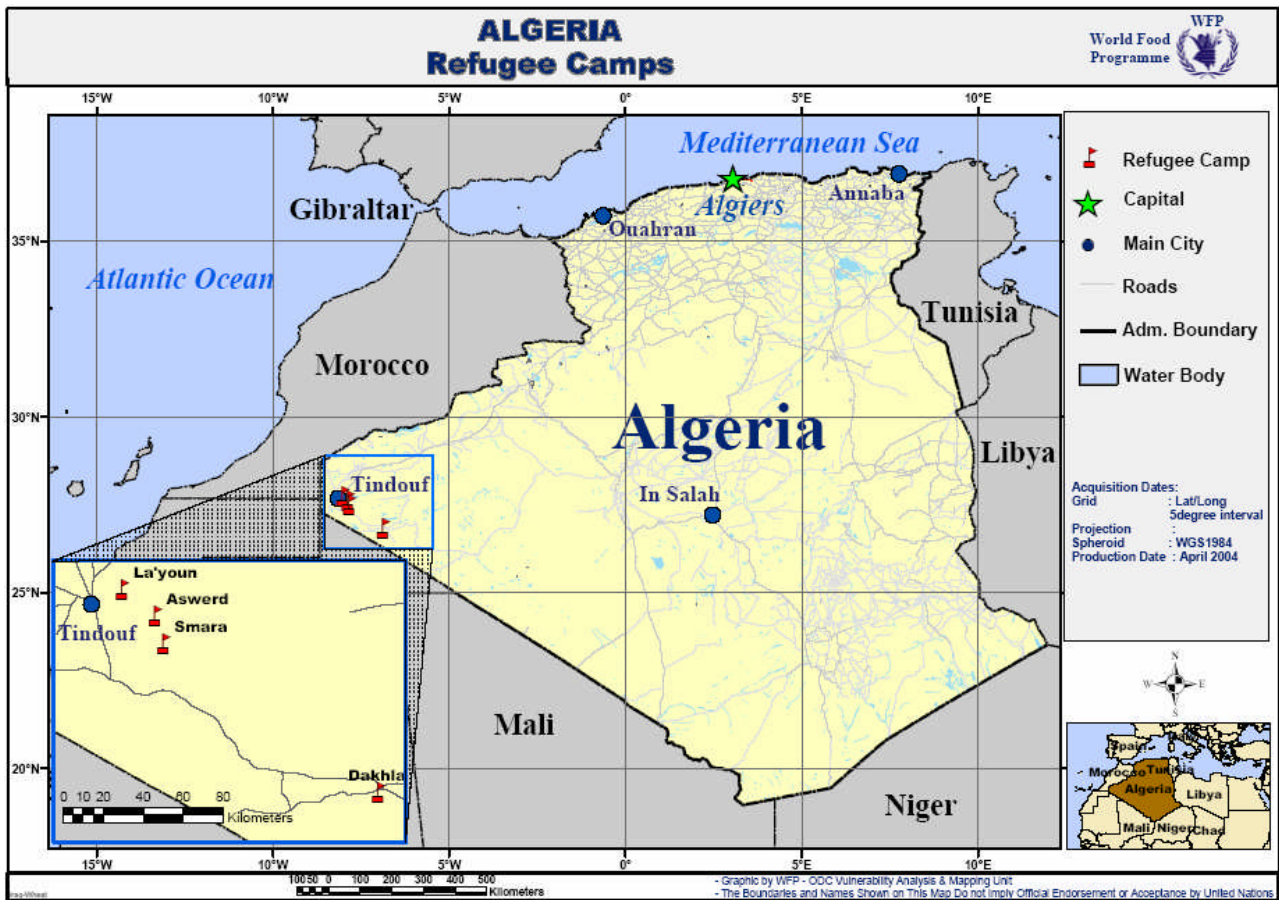 ALGERIA
Refugee Camps
WFP
World Food
Programme
15°W 10°W 5°W 0° 5°E 10°E
Mediterranean Sea
Gibraltar
Algiers
Annaba
Ouahran
35°N
Atlantic Ocean
Tunisia
Morocco
30°N
Algeria
Libya
Tindouf
In Salah
La'youn
Aswerd
Tindouf
Smara
25°N
Mali
Dakhla
20°N
0 10 20 40 60 80
Kilometers
Niger
15°W 10°W 5°W 0° 5°E 10°E
Refugee Camp
Capital
Main City
Roads
Adm. Boundary
Water Body
Acquisition Dates:
Grid : Lat/Long
5degree interval
Projection :
Spheroid : WGS1984
Production Date : April 2004
N
W E
S
Spain
Morocco Tunisia
Algeria Libya
Mali Niger Chad
100 50 0 100 200 300 400 500
Kilometers
- Graphic by WFP - ODC Vulnerability Analysis & Mapping Unit
- The Boundaries and Names Shown on This Map Do not Imply Official Endorsement or Acceptance by United Nations